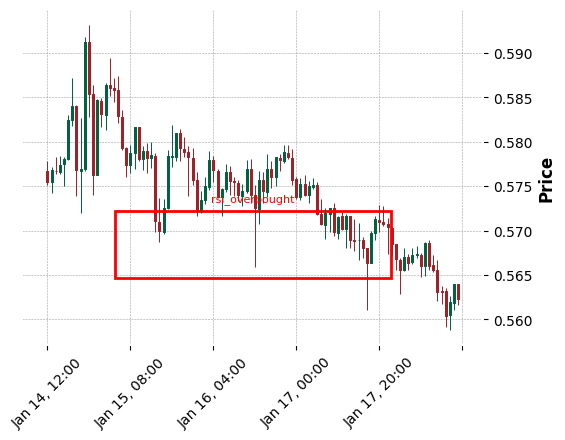 0.590
0.585
0.580
0.575
0.570
0.565
0.560
Price
rsi_overbought
Jan 14, 12:00
Jan 15, 08:00
Jan 16, 04:00
Jan 17, 00:00
Jan 17, 20:00